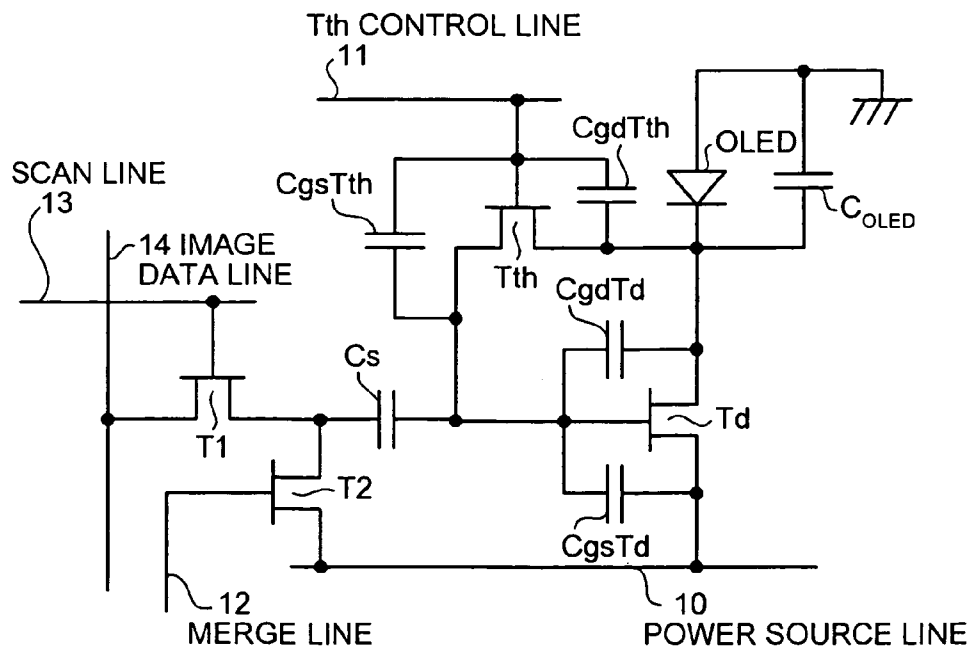 Tth CONTROL LINE
11
CgdTth
OLED
SCAN LINE
13
CgsTth
C_OLED
14 IMAGE
DATA LINE
Tth
CgdTd
Cs
T1
Td
T2
CgsTd
12
MERGE LINE
10
POWER SOURCE LINE